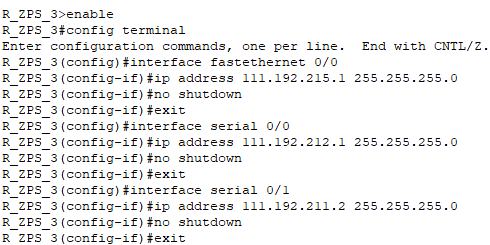 R_ZPS_3>enable
R_ZPS_3#config terminal
Enter configuration commands, one per line.  End with CNTL/Z.
R_ZPS_3(config)#interface fastethernet 0/0
R_ZPS_3(config-if)#ip address 111.192.215.1 255.255.255.0
R_ZPS_3(config-if)#no shutdown
R_ZPS_3(config-if)#exit
R_ZPS_3(config)#interface serial 0/0
R_ZPS_3(config-if)#ip address 111.192.212.1 255.255.255.0
R_ZPS_3(config-if)#no shutdown
R_ZPS_3(config-if)#exit
R_ZPS_3(config)#interface serial 0/1
R_ZPS_3(config-if)#ip address 111.192.211.2 255.255.255.0
R_ZPS_3(config-if)#no shutdown
R_ZPS_3(config-if)#exit